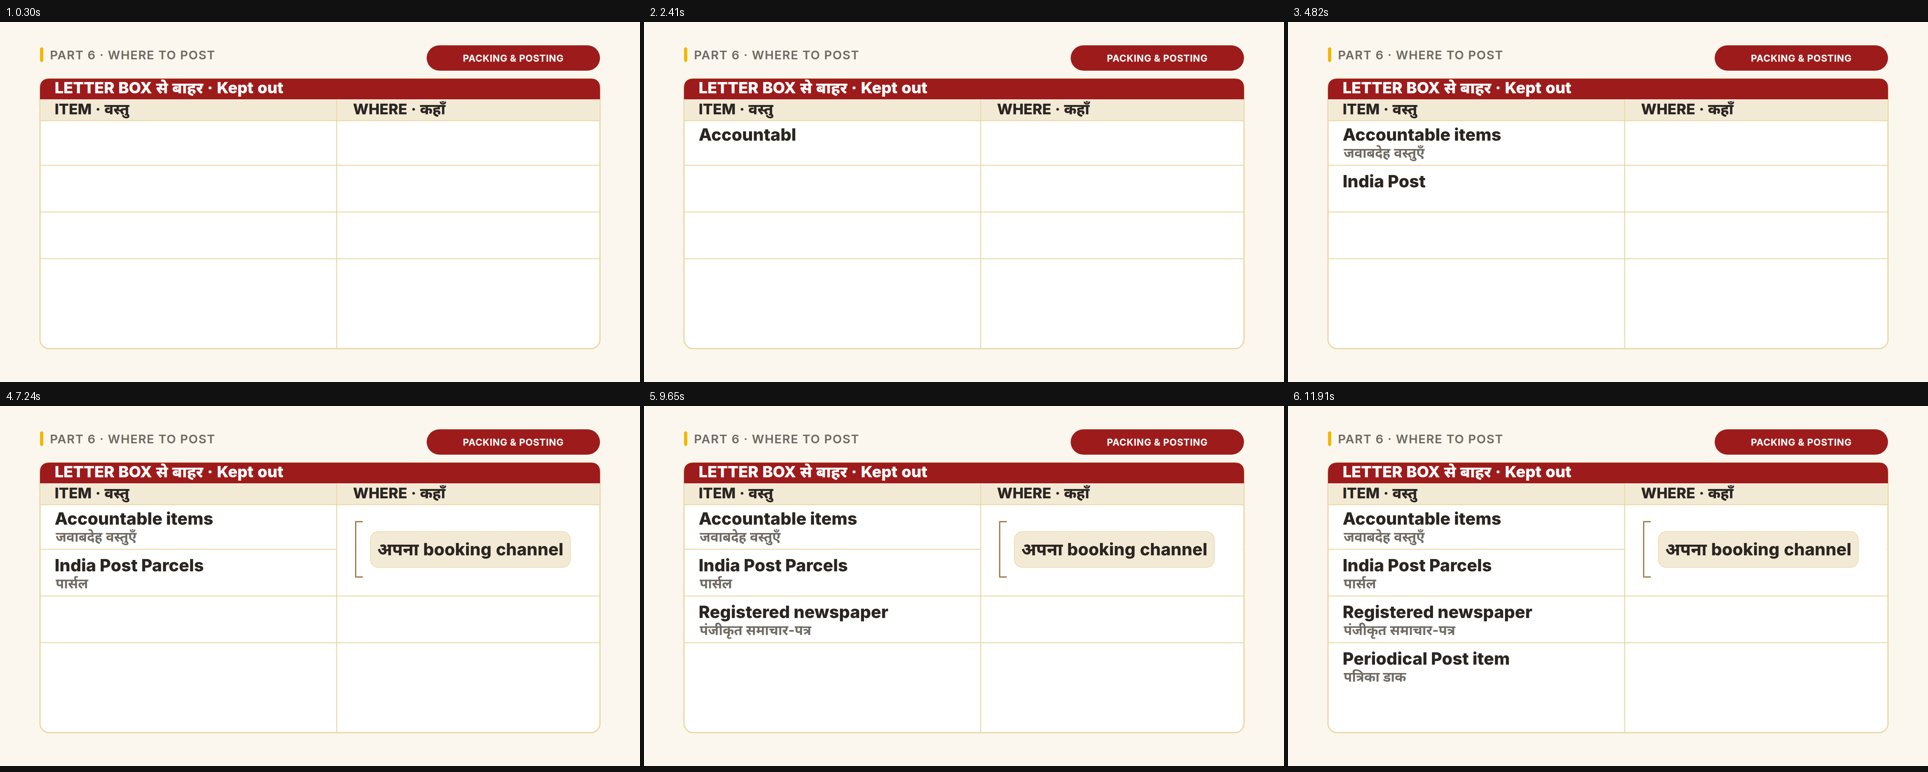 1. 0.30s
PART 6 · WHERE TO POST
PACKING & POSTING
LETTER BOX से बाहर · Kept out
ITEM · वस्तु
WHERE · कहाँ
2. 2.41s
PART 6 · WHERE TO POST
PACKING & POSTING
LETTER BOX से बाहर · Kept out
ITEM · वस्तु
WHERE · कहाँ
Accountabl
3. 4.82s
PART 6 · WHERE TO POST
PACKING & POSTING
LETTER BOX से बाहर · Kept out
ITEM · वस्तु
WHERE · कहाँ
Accountable items
जवाबदेह वस्तुएँ
India Post
4. 7.24s
PART 6 · WHERE TO POST
PACKING & POSTING
LETTER BOX से बाहर · Kept out
ITEM · वस्तु
WHERE · कहाँ
Accountable items
जवाबदेह वस्तुएँ
अपना booking channel
India Post Parcels
पार्सल
5. 9.65s
PART 6 · WHERE TO POST
PACKING & POSTING
LETTER BOX से बाहर · Kept out
ITEM · वस्तु
WHERE · कहाँ
Accountable items
जवाबदेह वस्तुएँ
अपना booking channel
India Post Parcels
पार्सल
Registered newspaper
पंजीकृत समाचार-पत्र
6. 11.91s
PART 6 · WHERE TO POST
PACKING & POSTING
LETTER BOX से बाहर · Kept out
ITEM · वस्तु
WHERE · कहाँ
Accountable items
जवाबदेह वस्तुएँ
अपना booking channel
India Post Parcels
पार्सल
Registered newspaper
पंजीकृत समाचार-पत्र
Periodical Post item
पत्रिका डाक